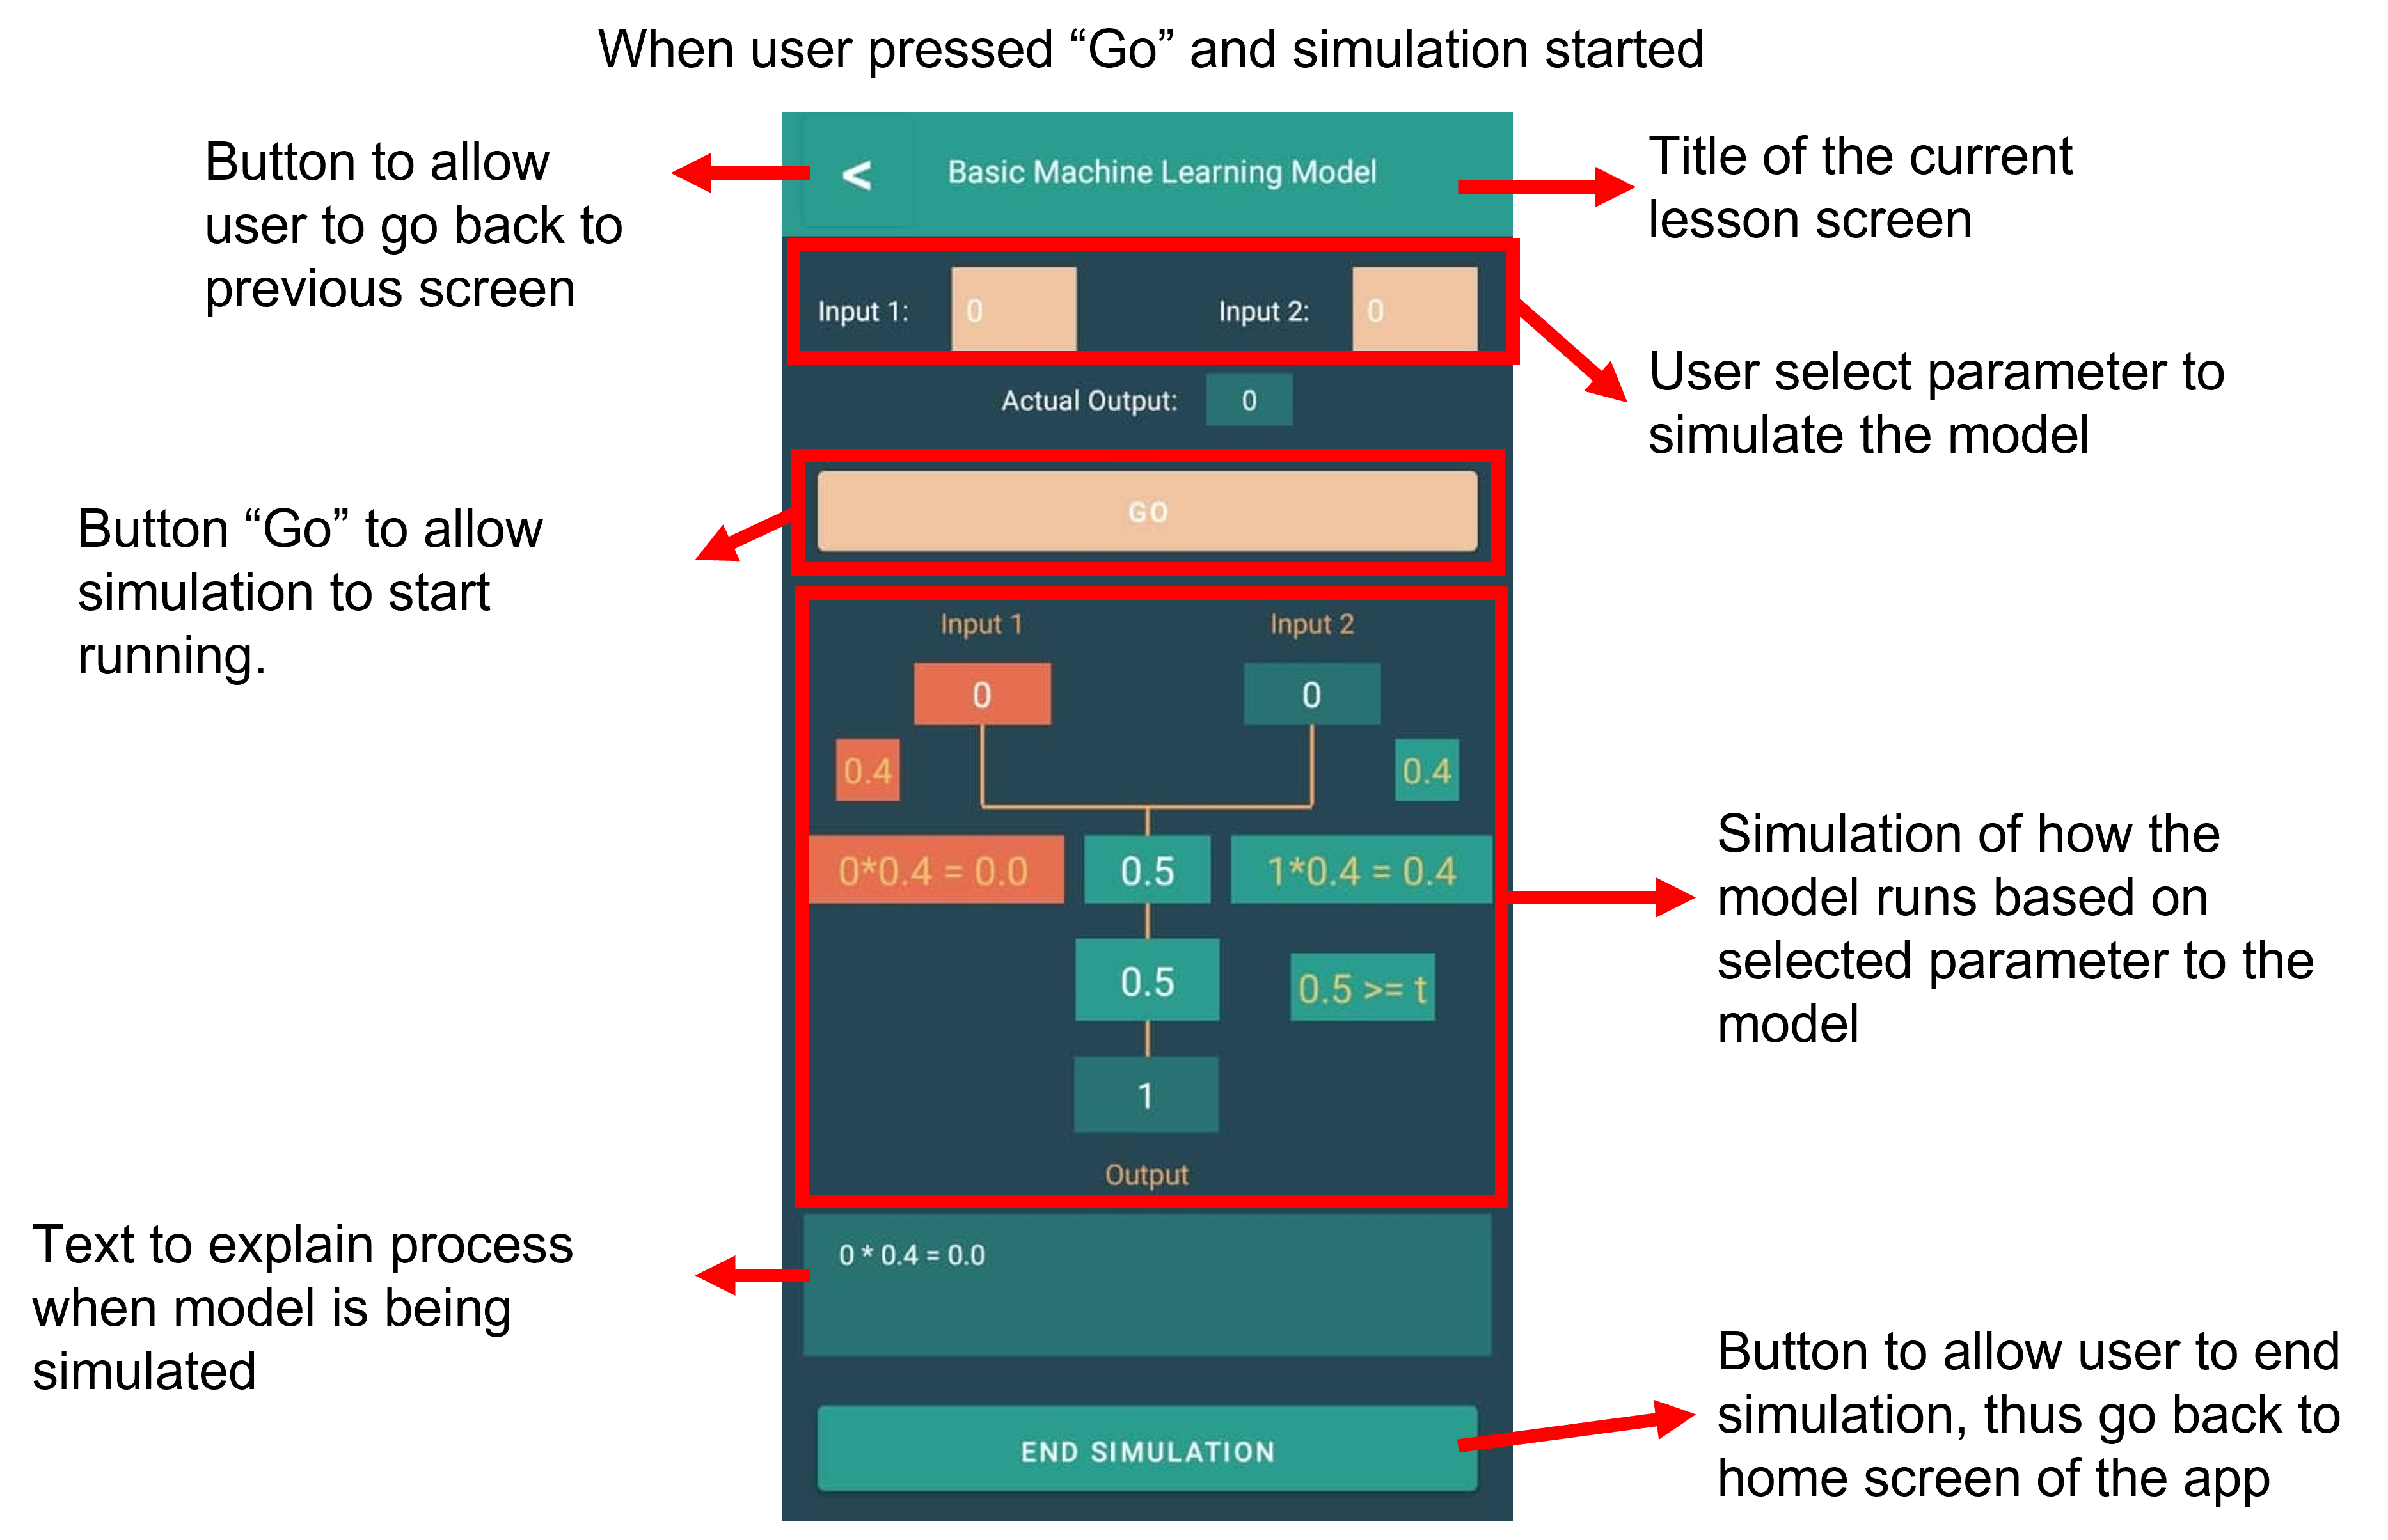 When user pressed “Go” and simulation started
Button to allow
user to go back to
previous screen
<
Basic Machine Learning Model
Title of the current
lesson screen
Input 1:
0
Input 2:
0
User select parameter to
simulate the model
Actual Output:
0
Button “Go” to allow
simulation to start
running.
GO
Input 1
Input 2
0
0
0.4
0.4
0*0.4 = 0.0
0.5
1*0.4 = 0.4
0.5
0.5 >= t
1
Output
Simulation of how the
model runs based on
selected parameter to the
model
Text to explain process
when model is being
simulated
0 * 0.4 = 0.0
END SIMULATION
Button to allow user to end
simulation, thus go back to
home screen of the app